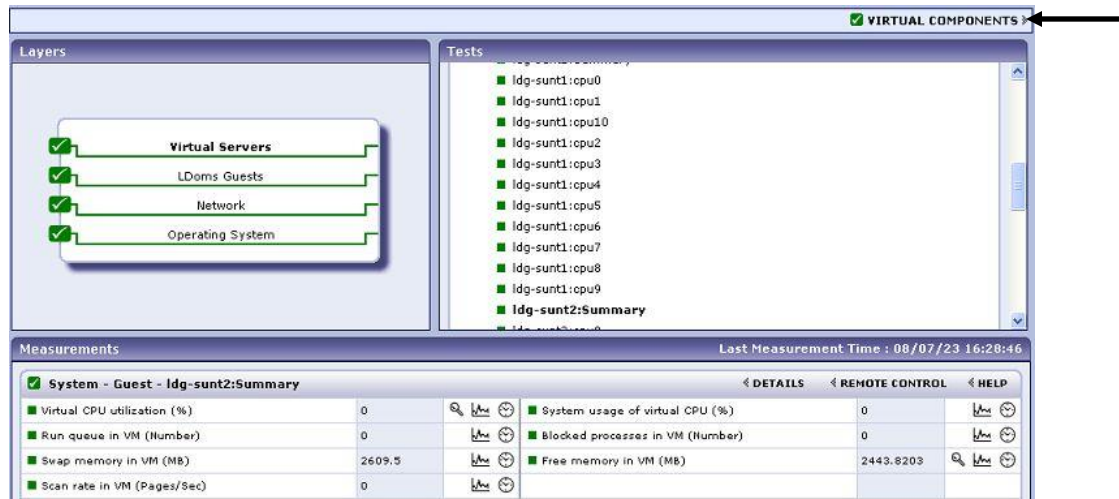 VIRTUAL COMPONENTS
Layers
Virtual Servers
LDoms Guests
Network
Operating System
Tests
ldg-sunt1:cpu0
ldg-sunt1:cpu1
ldg-sunt1:cpu10
ldg-sunt1:cpu2
ldg-sunt1:cpu3
ldg-sunt1:cpu4
ldg-sunt1:cpu5
ldg-sunt1:cpu6
ldg-sunt1:cpu7
ldg-sunt1:cpu8
ldg-sunt1:cpu9
ldg-sunt2:Summary
Measurements Last Measurement Time : 08/07/23 16:28:46
System - Guest - ldg-sunt2:Summary DETAILS REMOTE CONTROL HELP
Virtual CPU utilization (%) 0 System usage of virtual CPU (%) 0
Run queue in VM (Number) 0 Blocked processes in VM (Number) 0
Swap memory in VM (MB) 2609.5 Free memory in VM (MB) 2443.8203
Scan rate in VM (Pages/Sec) 0